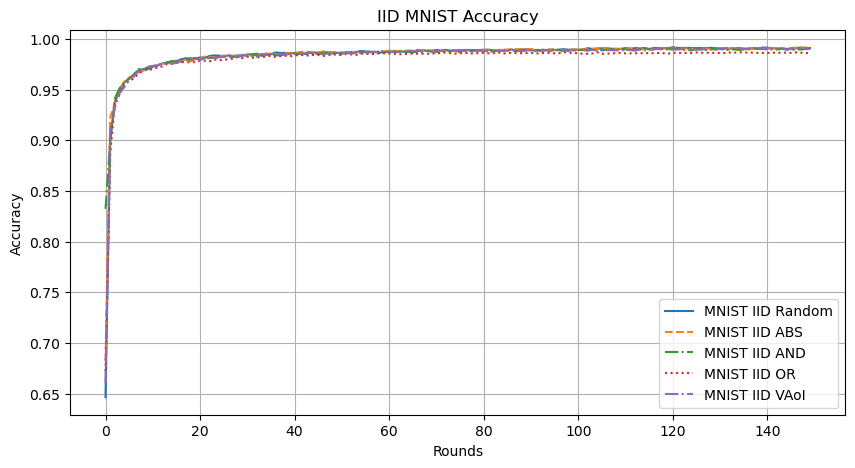 IID MNIST Accuracy
Accuracy
1.00
0.95
0.90
0.85
0.80
0.75
0.70
0.65
MNIST IID Random
MNIST IID ABS
MNIST IID AND
MNIST IID OR
MNIST IID VAoI
0 20 40 60 80 100 120 140
Rounds